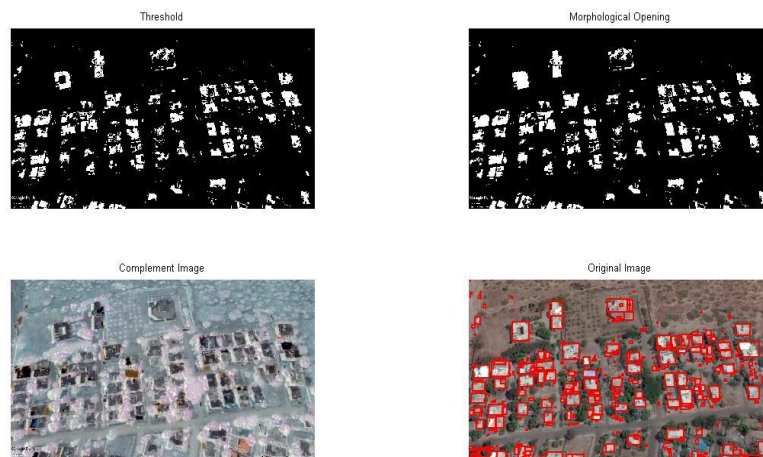 Threshold
Morphological Opening
Complement Image
Original Image